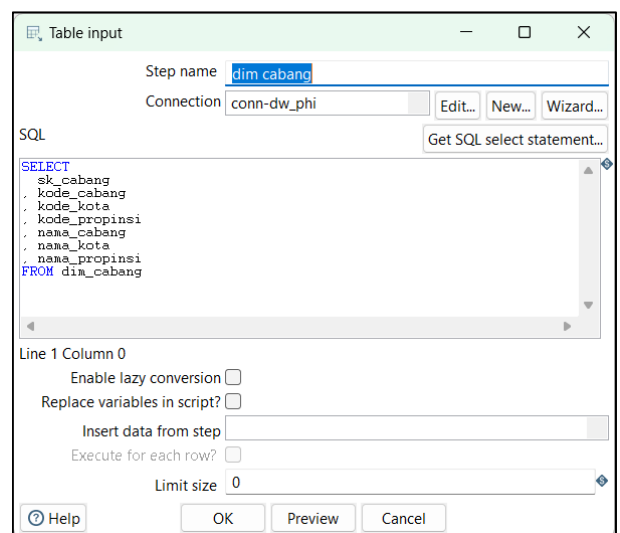 Table input
Step name dim cabang
Connection conn-dw_phi Edit... New... Wizard...
SQL Get SQL select statement...
SELECT
sk_cabang
, kode_cabang
, kode_kota
, kode_propinsi
, nama_cabang
, nama_kota
, nama_propinsi
FROM dim_cabang
Line 1 Column 0
Enable lazy conversion
Replace variables in script?
Insert data from step
Execute for each row?
Limit size 0
Help OK Preview Cancel